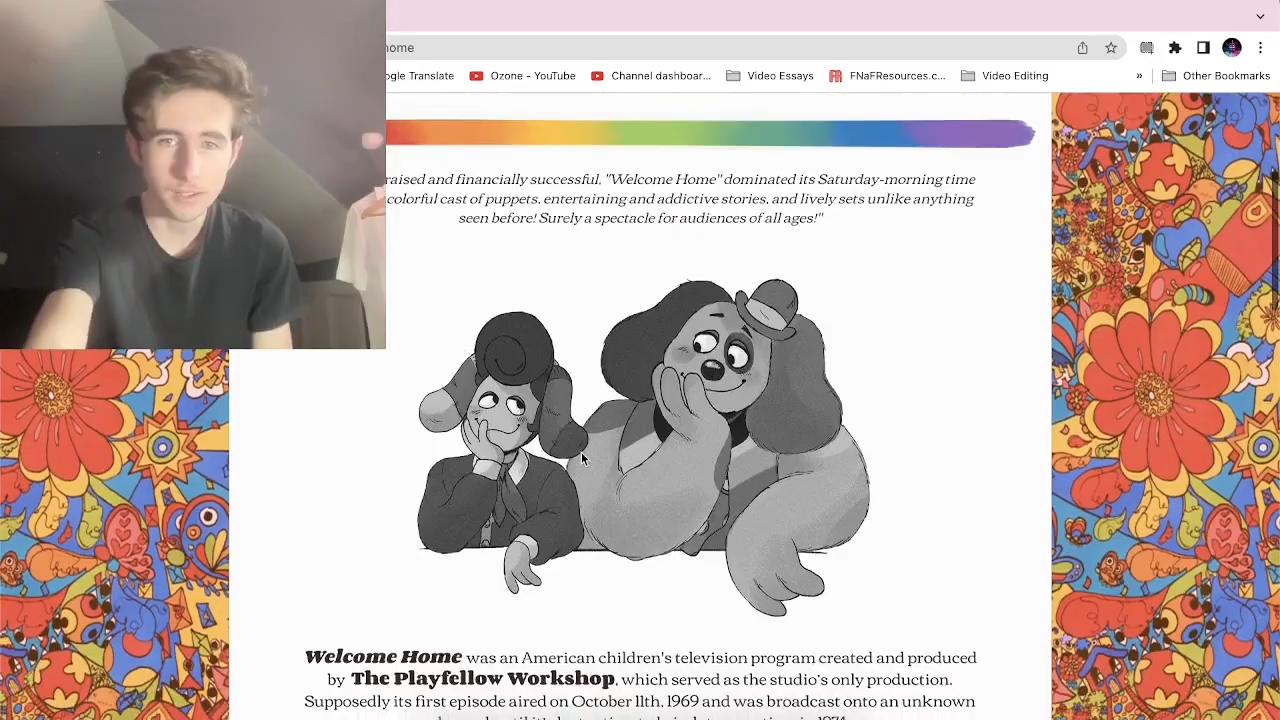 ome
gle Translate
Ozone - YouTube
Channel dashboar...
Video Essays
FNaFResources.c...
Video Editing
»
Other Bookmarks
raised and financially successful, "Welcome Home" dominated its Saturday-morning time
colorful cast of puppets, entertaining and addictive stories, and lively sets unlike anything
seen before! Surely a spectacle for audiences of all ages!"
Welcome Home was an American children's television program created and produced
by The Playfellow Workshop, which served as the studio's only production.
Supposedly its first episode aired on October 11th, 1969 and was broadcast onto an unknown